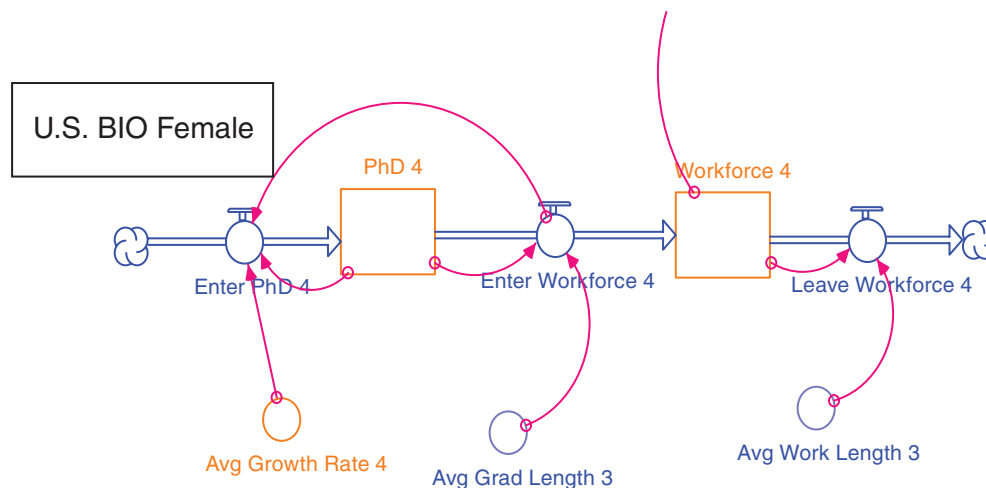 U.S. BIO Female
PhD 4
Workforce 4
Enter PhD 4
Enter Workforce 4
Leave Workforce 4
Avg Growth Rate 4
Avg Grad Length 3
Avg Work Length 3